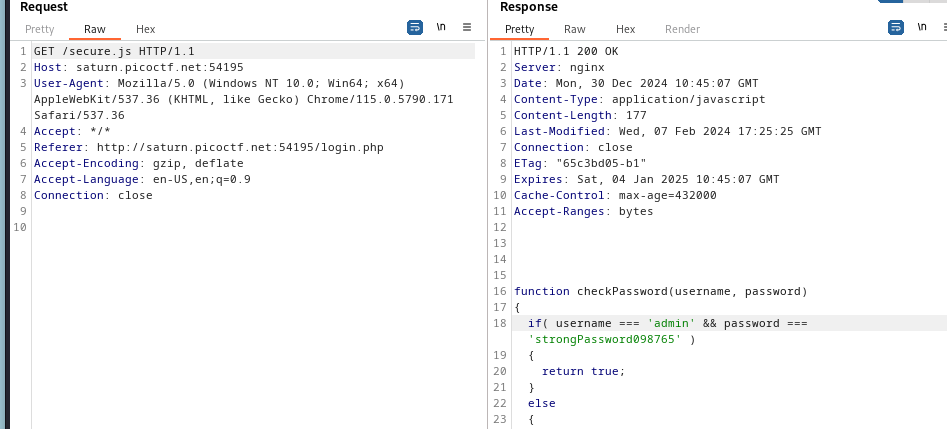 Request
Pretty Raw Hex \n
1 GET /secure.js HTTP/1.1
2 Host: saturn.picoctf.net:54195
3 User-Agent: Mozilla/5.0 (Windows NT 10.0; Win64; x64)
AppleWebKit/537.36 (KHTML, like Gecko) Chrome/115.0.5790.171
Safari/537.36
4 Accept: */*
5 Referer: http://saturn.picoctf.net:54195/login.php
6 Accept-Encoding: gzip, deflate
7 Accept-Language: en-US,en;q=0.9
8 Connection: close
9
10
Response
Pretty Raw Hex Render \n
1 HTTP/1.1 200 OK
2 Server: nginx
3 Date: Mon, 30 Dec 2024 10:45:07 GMT
4 Content-Type: application/javascript
5 Content-Length: 177
6 Last-Modified: Wed, 07 Feb 2024 17:25:25 GMT
7 Connection: close
8 ETag: "65c3bd05-b1"
9 Expires: Sat, 04 Jan 2025 10:45:07 GMT
10 Cache-Control: max-age=432000
11 Accept-Ranges: bytes
12
13
14
15
16 function checkPassword(username, password)
17 {
18 if( username === 'admin' && password ===
'strongPassword098765' )
19 {
20 return true;
21 }
22 else
23 {